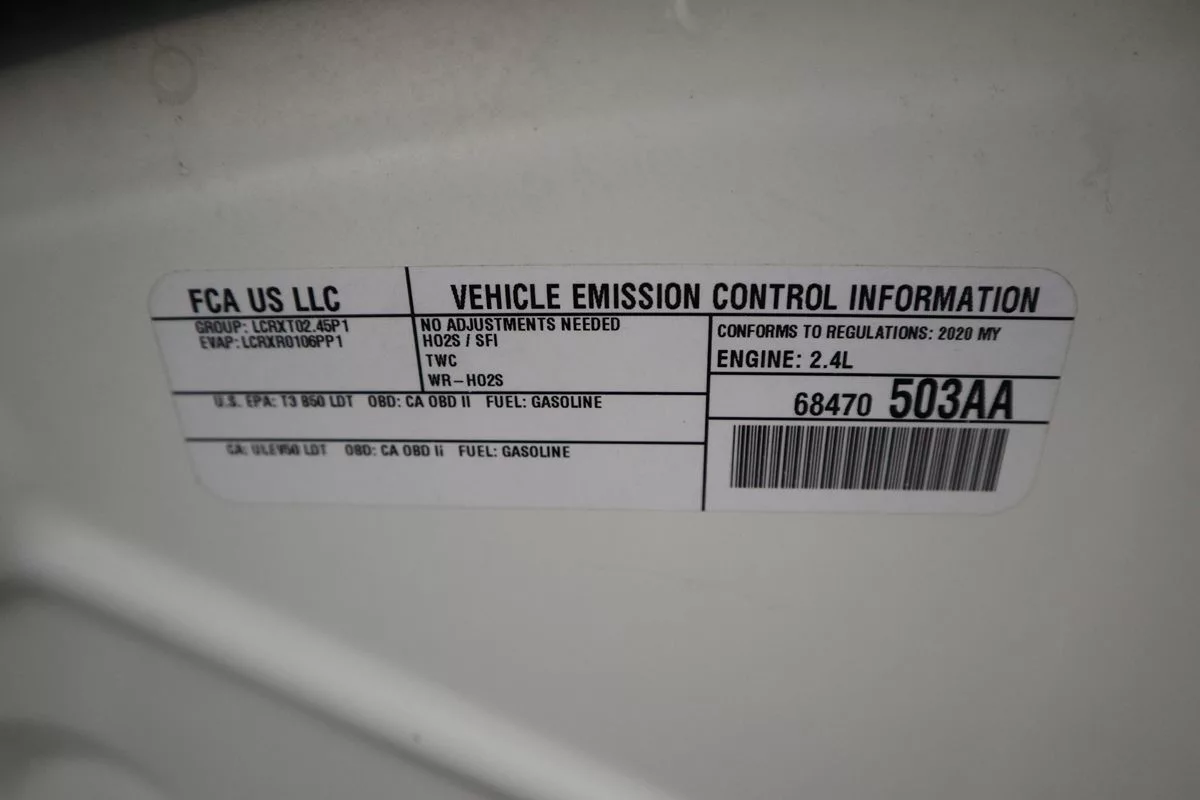 FCA US LLC
VEHICLE EMISSION CONTROL INFORMATION
GROUP: LCRXT02.45P1
EVAP: LCRXR0106PP1
NO ADJUSTMENTS NEEDED
HO2S / SFI
TWC
WR-HO2S
CONFORMS TO REGULATIONS: 2020 MY
ENGINE: 2.4L
68470 503AA
U.S. EPA: T3 B50 LDT OBD: CA OBD II FUEL: GASOLINE
CA: ULEV50 LDT OBD: CA OBD II FUEL: GASOLINE